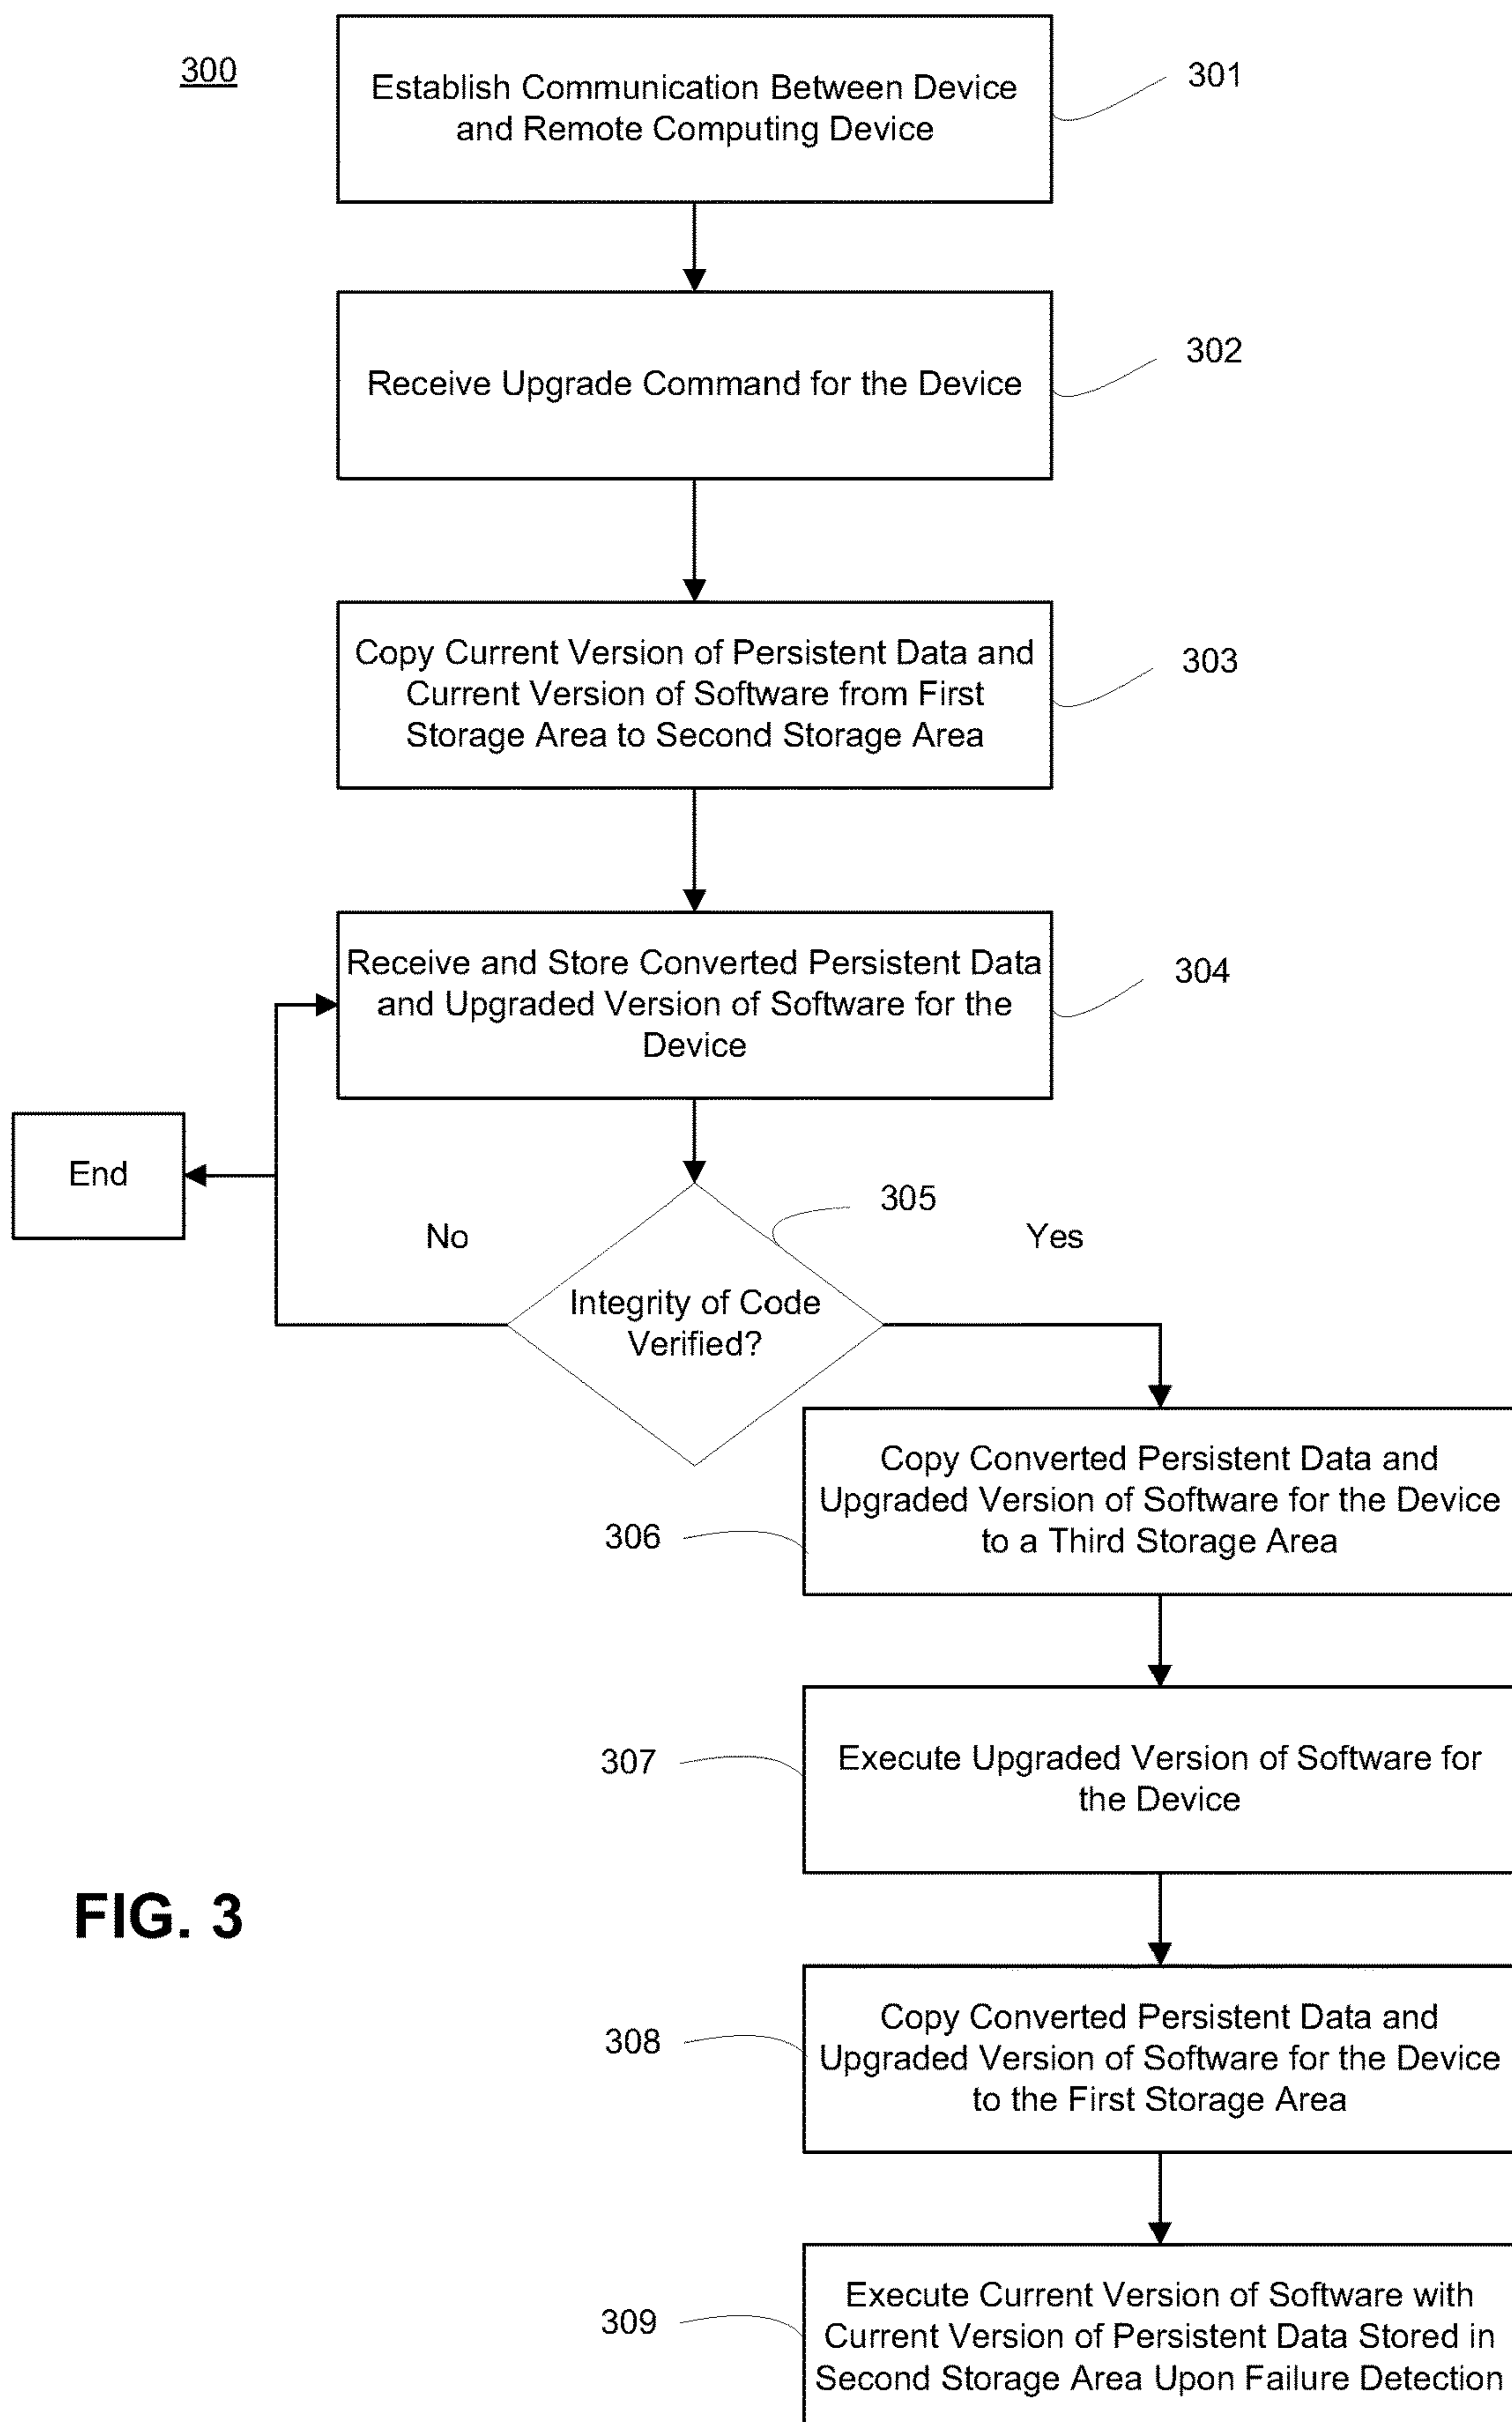 300
Establish Communication Between Device
and Remote Computing Device
301
Receive Upgrade Command for the Device
302
Copy Current Version of Persistent Data and
Current Version of Software from First
Storage Area to Second Storage Area
303
Receive and Store Converted Persistent Data
and Upgraded Version of Software for the
Device
304
End
No
305
Yes
Integrity of Code
Verified?
Copy Converted Persistent Data and
Upgraded Version of Software for the Device
to a Third Storage Area
306
Execute Upgraded Version of Software for
the Device
307
FIG. 3
Copy Converted Persistent Data and
Upgraded Version of Software for the Device
to the First Storage Area
308
Execute Current Version of Software with
Current Version of Persistent Data Stored in
Second Storage Area Upon Failure Detection
309